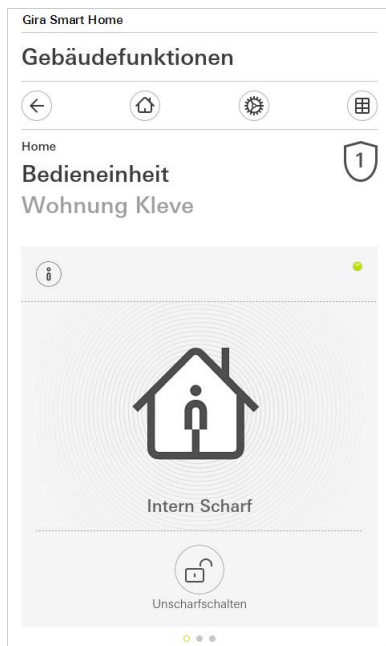 Gira Smart Home
Gebäudefunktionen
Home
1
Bedieneinheit
Wohnung Kleve
Intern Scharf
Unscharfschalten